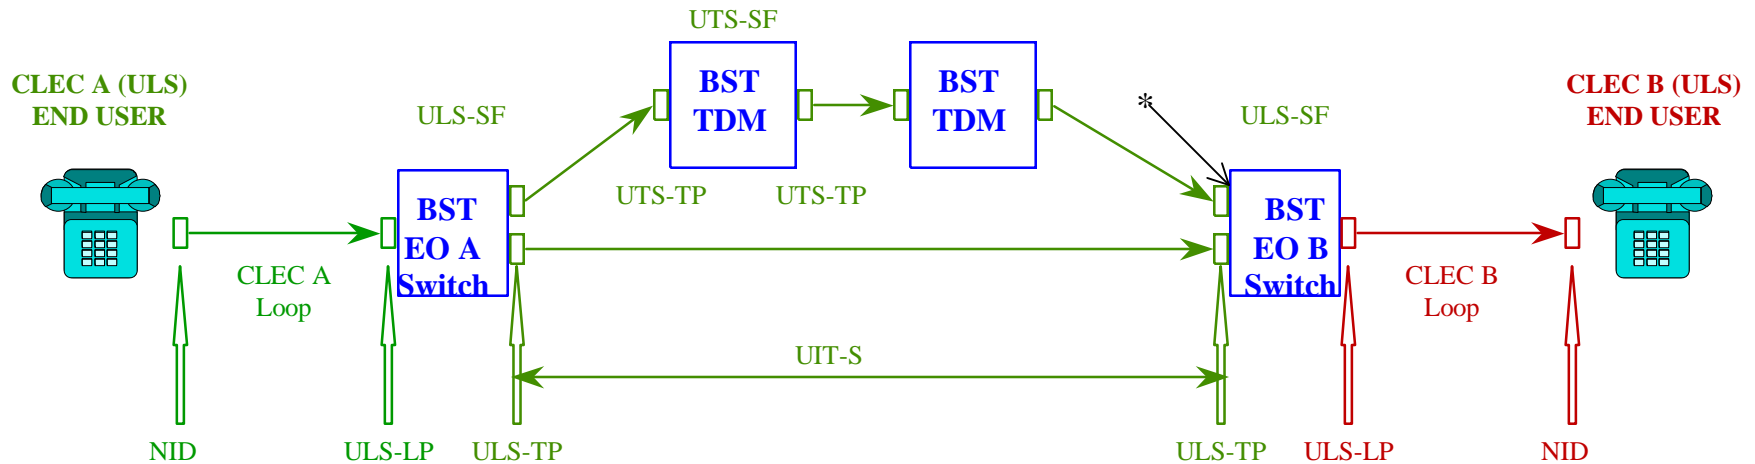 UTS-SF
CLEC A (ULS)
END USER
BST
TDM
BST
TDM
CLEC B (ULS)
END USER
ULS-SF
*
ULS-SF
UTS-TP
UTS-TP
BST
EO A
Switch
BST
EO B
Switch
CLEC A
Loop
CLEC B
Loop
UIT-S
NID
ULS-LP
ULS-TP
ULS-TP
ULS-LP
NID